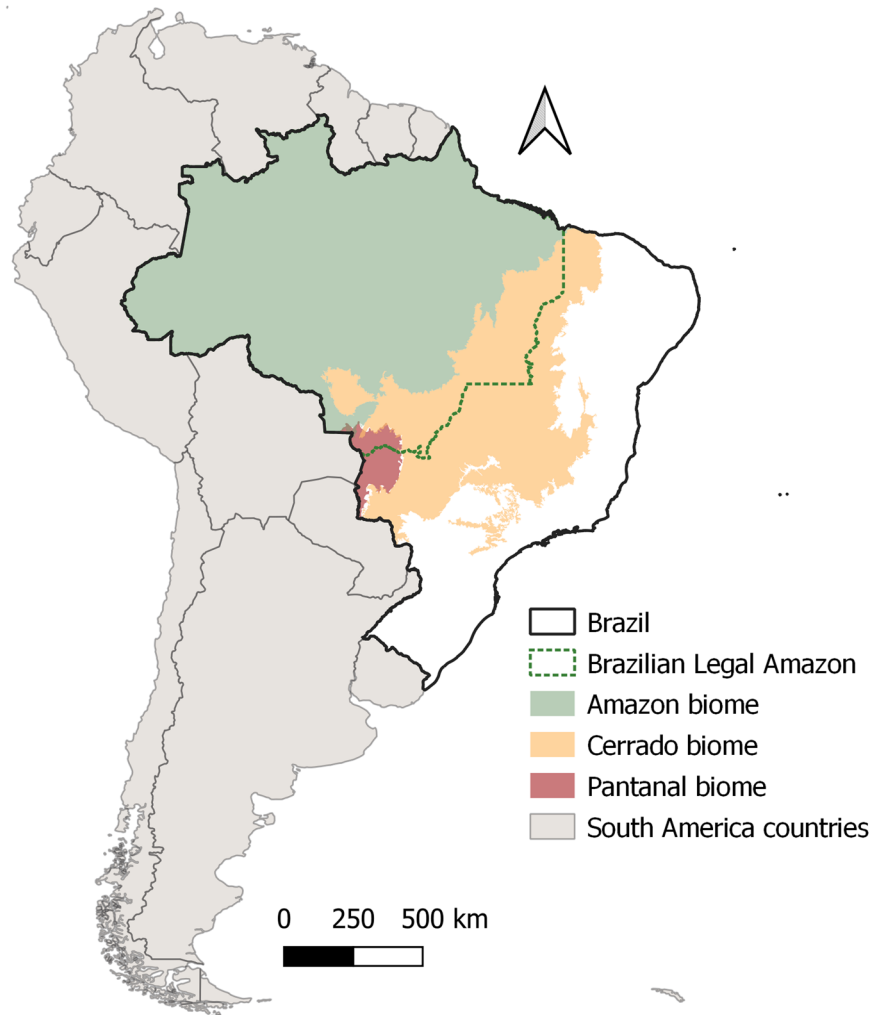 Brazil
Brazilian Legal Amazon
Amazon biome
Cerrado biome
Pantanal biome
South America countries
0 250 500 km